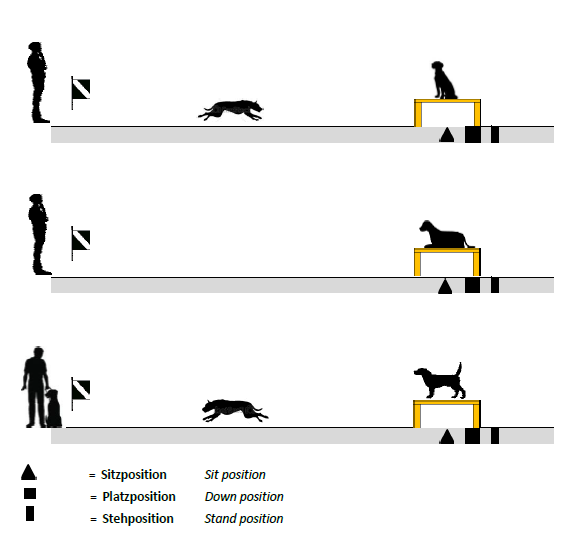 = Sitzposition Sit position
= Platzposition Down position
= Stehposition Stand position